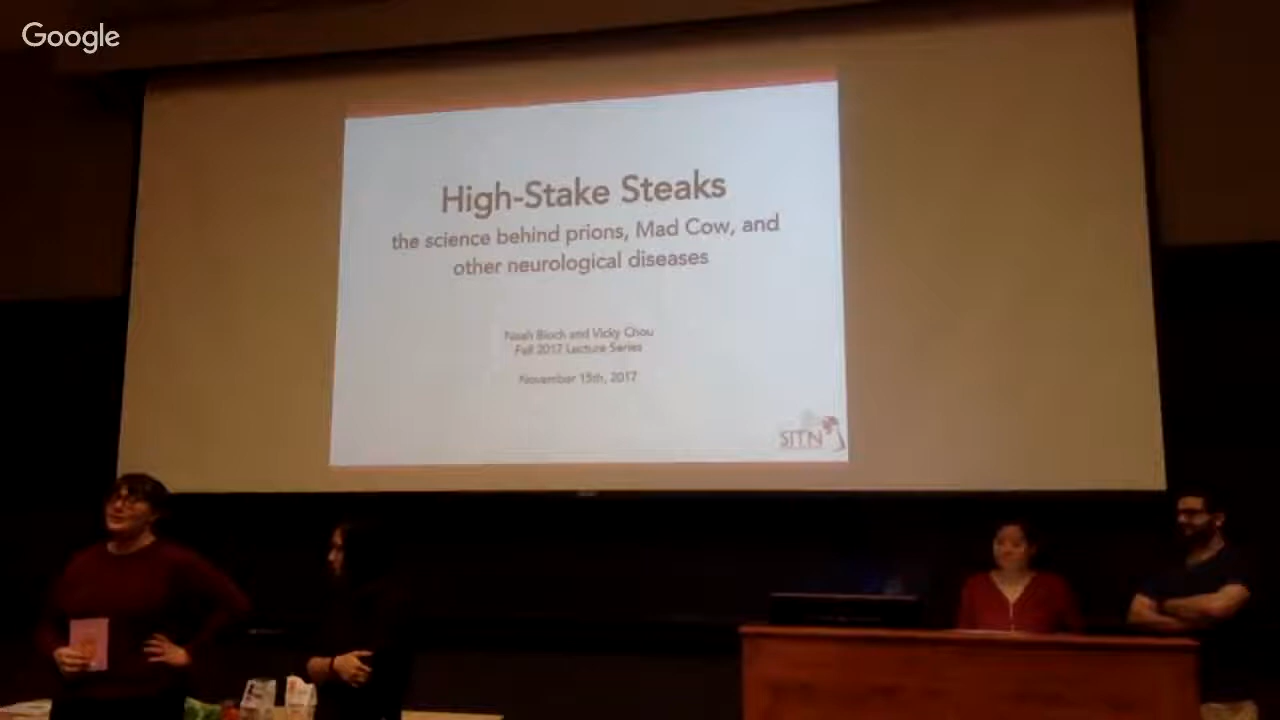 Google
High-Stake Steaks
the science behind prions, Mad Cow, and
other neurological diseases
Noah Bloch and Vicky Chou
Fall 2017 Lecture Series
November 15th, 2017
SITN